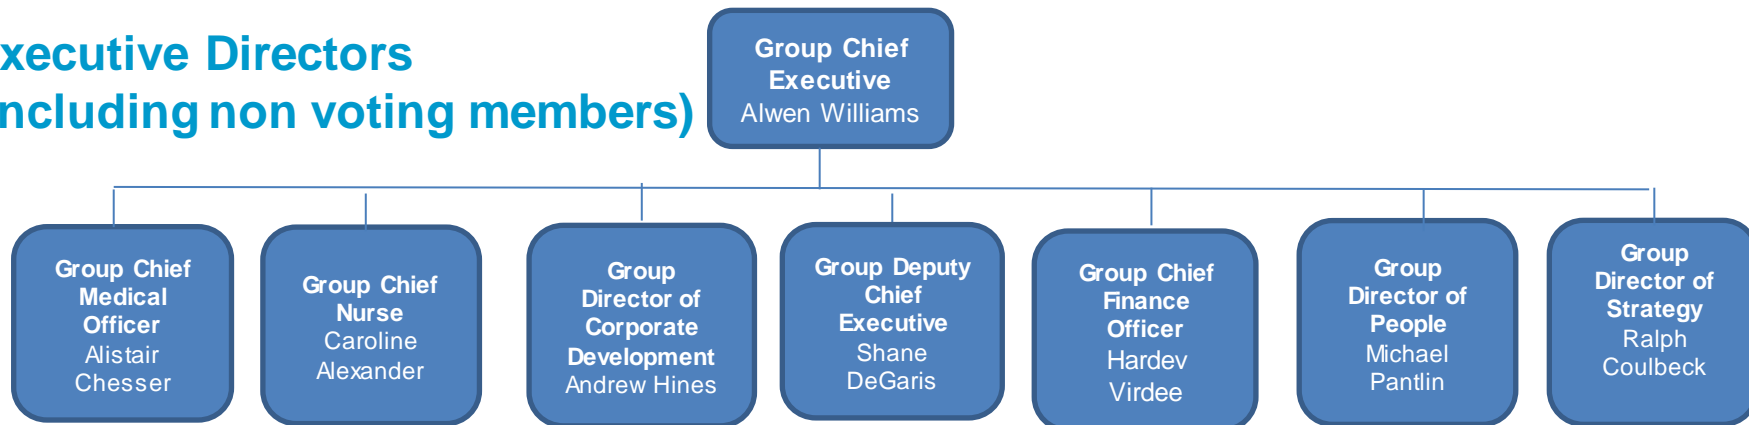 xecutive Directors
ncluding non voting members)
Group Chief
Executive
Alwen Williams
Group Chief
Medical
Officer
Alistair
Chesser
Group Chief
Nurse
Caroline
Alexander
Group
Director of
Corporate
Development
Andrew Hines
Group Deputy
Chief
Executive
Shane
DeGaris
Group Chief
Finance
Officer
Hardev
Virdee
Group
Director of
People
Michael
Pantlin
Group
Director of
Strategy
Ralph
Coulbeck